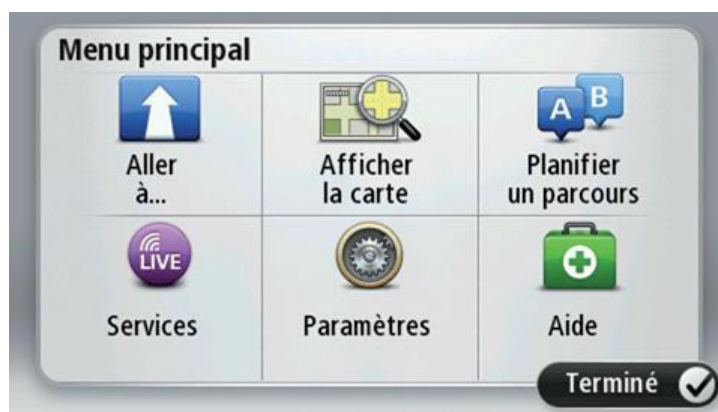 Menu principal
Aller
à...
Afficher
la carte
A B
Planifier
un parcours
LIVE
Services
Paramètres
Aide
Terminé